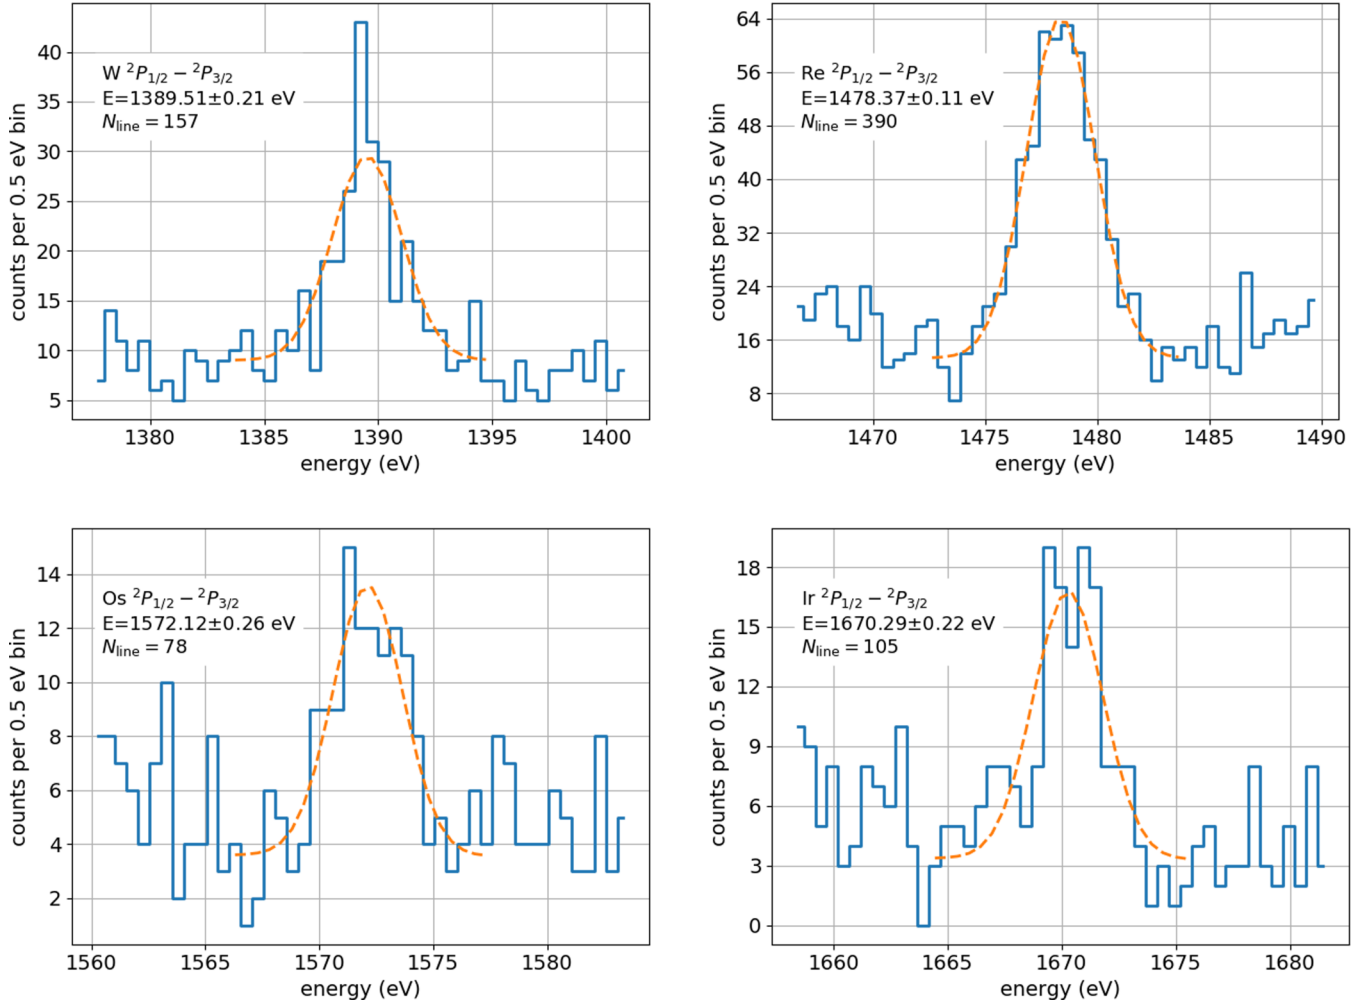 counts per 0.5 eV bin
40
35
30
25
20
15
10
5
W ²P₁/₂ − ²P₃/₂
E=1389.51±0.21 eV
N_line = 157
1380 1385 1390 1395 1400
energy (eV)
counts per 0.5 eV bin
64
56
48
40
32
24
16
8
Re ²P₁/₂ − ²P₃/₂
E=1478.37±0.11 eV
N_line = 390
1470 1475 1480 1485 1490
energy (eV)
counts per 0.5 eV bin
14
12
10
8
6
4
2
Os ²P₁/₂ − ²P₃/₂
E=1572.12±0.26 eV
N_line = 78
1560 1565 1570 1575 1580
energy (eV)
counts per 0.5 eV bin
18
15
12
9
6
3
0
Ir ²P₁/₂ − ²P₃/₂
E=1670.29±0.22 eV
N_line = 105
1660 1665 1670 1675 1680
energy (eV)